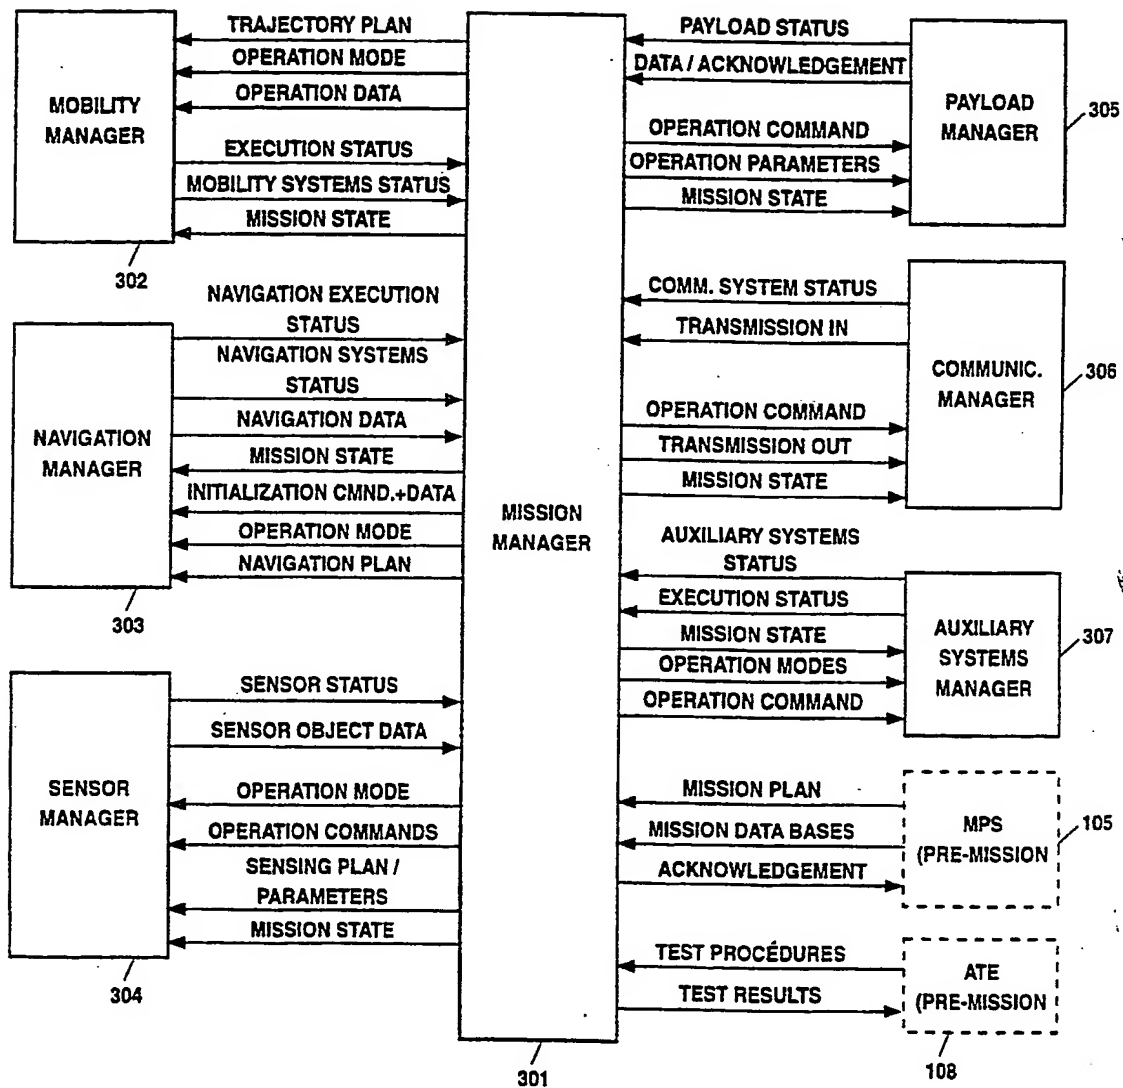 TRAJECTORY PLAN
OPERATION MODE
OPERATION DATA
MOBILITY
MANAGER
EXECUTION STATUS
MOBILITY SYSTEMS STATUS
MISSION STATE
302
NAVIGATION EXECUTION
STATUS
NAVIGATION SYSTEMS
STATUS
NAVIGATION DATA
NAVIGATION
MANAGER
MISSION STATE
INITIALIZATION CMND.+DATA
OPERATION MODE
NAVIGATION PLAN
303
SENSOR STATUS
SENSOR OBJECT DATA
SENSOR
MANAGER
OPERATION MODE
OPERATION COMMANDS
SENSING PLAN /
PARAMETERS
MISSION STATE
304
MISSION
MANAGER
301
PAYLOAD STATUS
DATA / ACKNOWLEDGEMENT
PAYLOAD
MANAGER
305
OPERATION COMMAND
OPERATION PARAMETERS
MISSION STATE
COMM. SYSTEM STATUS
TRANSMISSION IN
COMMUNIC.
MANAGER
306
OPERATION COMMAND
TRANSMISSION OUT
MISSION STATE
AUXILIARY SYSTEMS
STATUS
EXECUTION STATUS
MISSION STATE
OPERATION MODES
OPERATION COMMAND
AUXILIARY
SYSTEMS
MANAGER
307
MISSION PLAN
MISSION DATA BASES
ACKNOWLEDGEMENT
MPS
(PRE-MISSION
105
TEST PROCÉDURES
TEST RESULTS
ATE
(PRE-MISSION
108